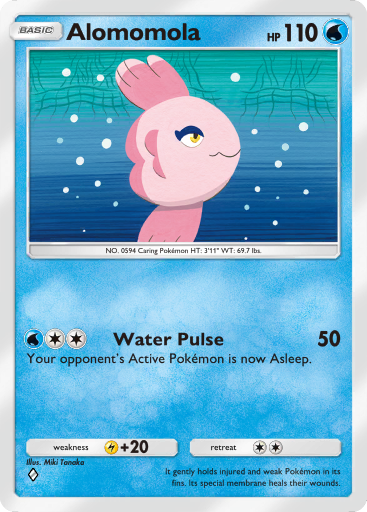 BASIC
Alomomola
HP 110
NO. 0594 Caring Pokémon HT: 3'11" WT: 69.7 lbs.
Water Pulse 50
Your opponent's Active Pokémon is now Asleep.
weakness +20 retreat
Illus. Miki Tanaka
It gently holds injured and weak Pokémon in its
fins. Its special membrane heals their wounds.